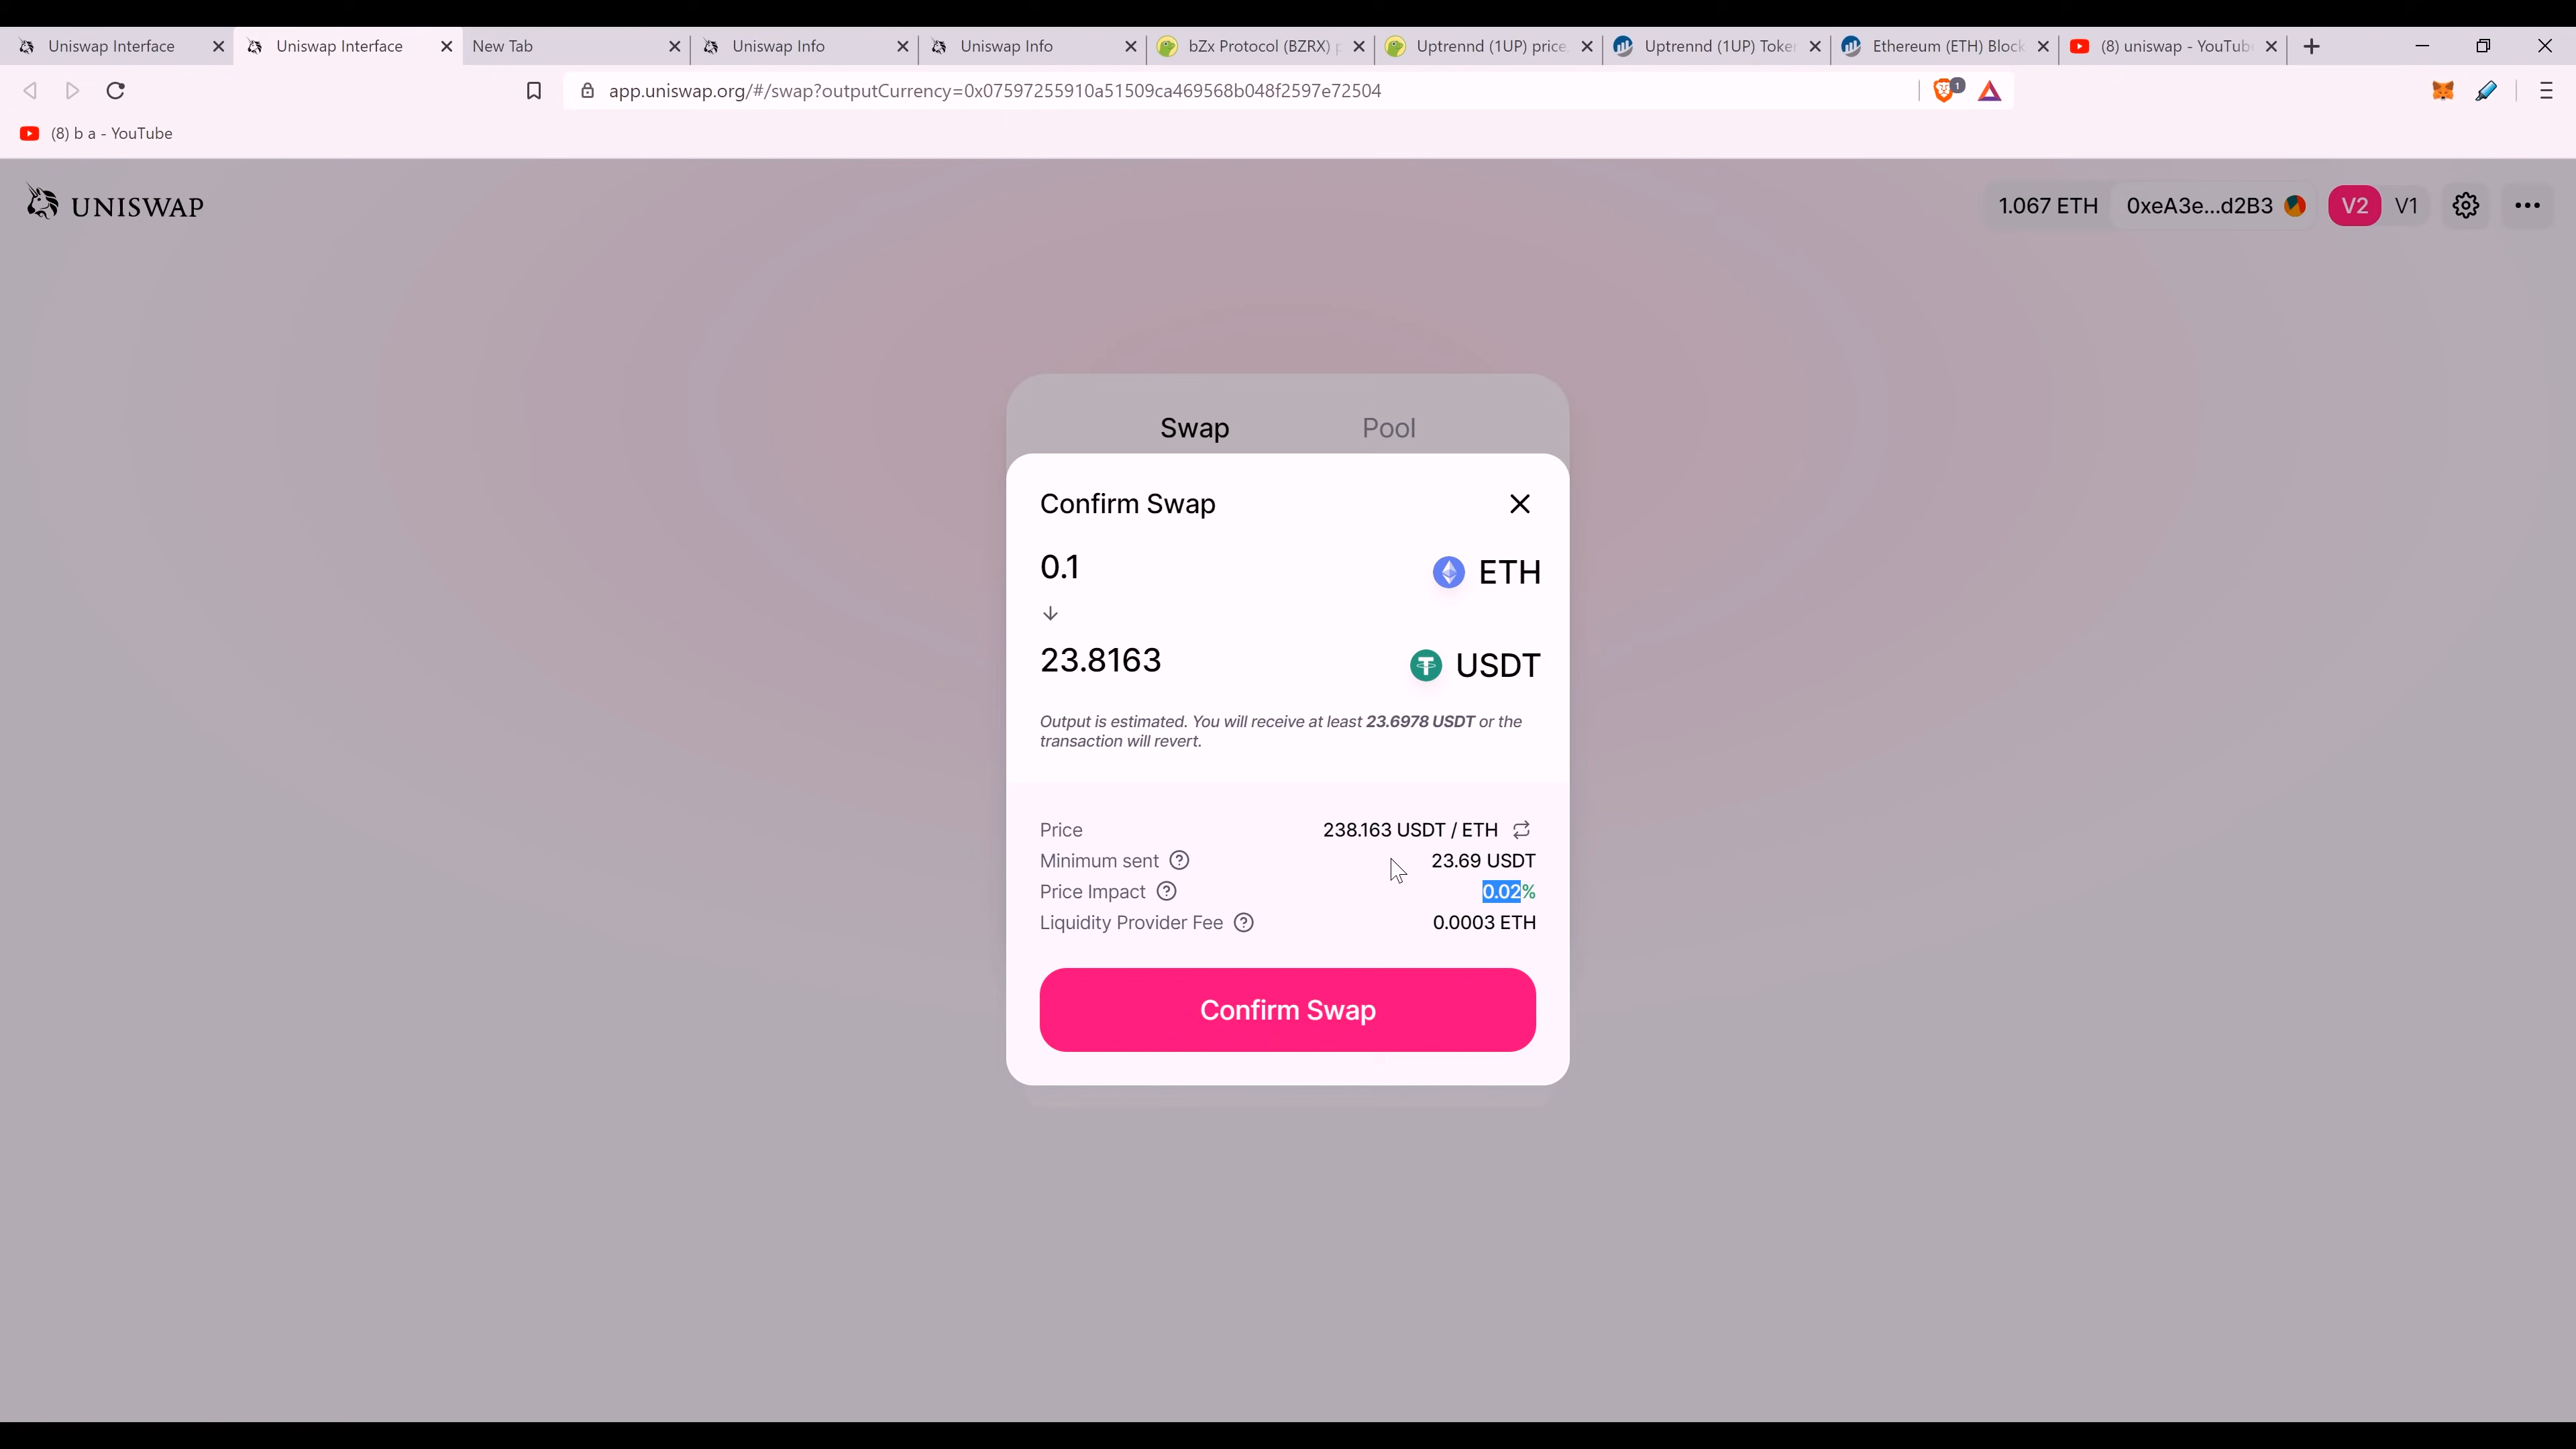 Uniswap Interface
Uniswap Interface
New Tab
Uniswap Info
Uniswap Info
bZx Protocol (BZRX) p
Uptrennd (1UP) price,
Uptrennd (1UP) Toker
Ethereum (ETH) Block
(8) uniswap - YouTub
app.uniswap.org/#/swap?outputCurrency=0x07597255910a51509ca469568b048f2597e72504
1
(8) b a - YouTube
UNISWAP
1.067 ETH
0xeA3e...d2B3
V2
V1
Swap
Pool
Confirm Swap
0.1
ETH
23.8163
USDT
Output is estimated. You will receive at least 23.6978 USDT or the
transaction will revert.
Price
238.163 USDT / ETH
Minimum sent ?
23.69 USDT
Price Impact ?
0.02%
Liquidity Provider Fee ?
0.0003 ETH
Confirm Swap